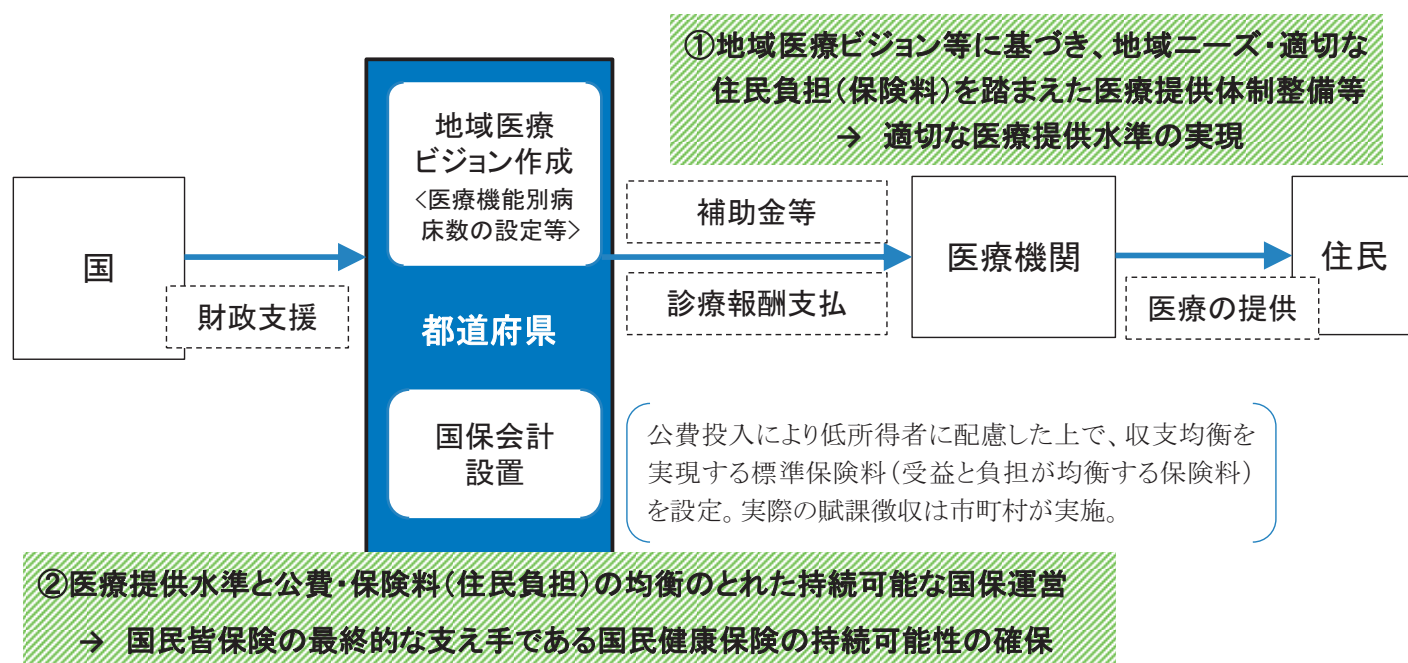 ①地域医療ビジョン等に基づき、地域ニーズ・適切な
住民負担(保険料)を踏まえた医療提供体制整備等
→ 適切な医療提供水準の実現
地域医療
ビジョン作成
<医療機能別病
床数の設定等>
国
財政支援
都道府県
補助金等
診療報酬支払
医療機関
医療の提供
住民
国保会計
設置
公費投入により低所得者に配慮した上で、収支均衡を
実現する標準保険料(受益と負担が均衡する保険料)
を設定。実際の賦課徴収は市町村が実施。
②医療提供水準と公費・保険料(住民負担)の均衡のとれた持続可能な国保運営
→ 国民皆保険の最終的な支え手である国民健康保険の持続可能性の確保